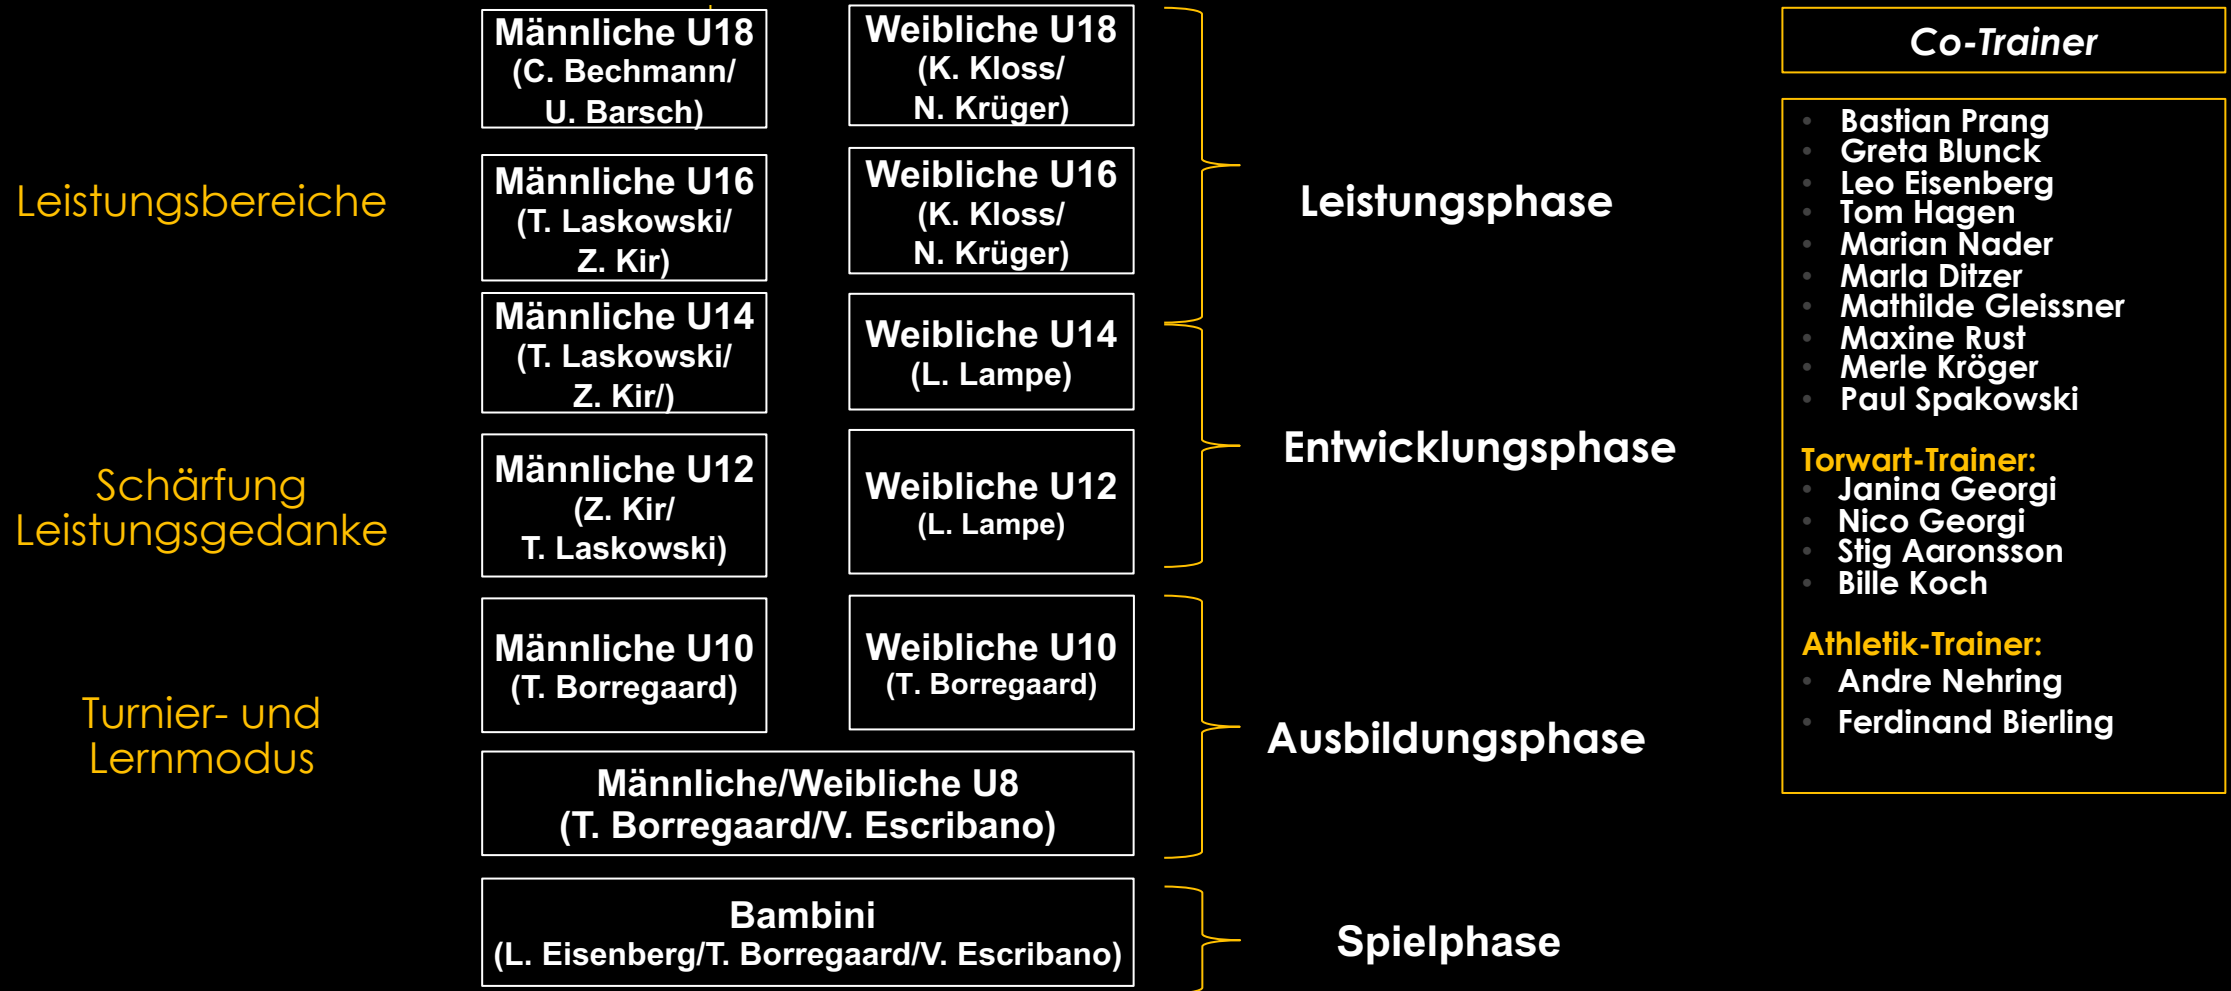 Leistungsbereiche
Schärfung
Leistungsgedanke
Turnier- und
Lernmodus
Männliche U18
(C. Bechmann/
U. Barsch)
Weibliche U18
(K. Kloss/
N. Krüger)
Männliche U16
(T. Laskowski/
Z. Kir)
Weibliche U16
(K. Kloss/
N. Krüger)
Männliche U14
(T. Laskowski/
Z. Kir/)
Weibliche U14
(L. Lampe)
Männliche U12
(Z. Kir/
T. Laskowski)
Weibliche U12
(L. Lampe)
Männliche U10
(T. Borregaard)
Weibliche U10
(T. Borregaard)
Männliche/Weibliche U8
(T. Borregaard/V. Escribano)
Bambini
(L. Eisenberg/T. Borregaard/V. Escribano)
Leistungsphase
Entwicklungsphase
Ausbildungsphase
Spielphase
Co-Trainer
• Bastian Prang
• Greta Blunck
• Leo Eisenberg
• Tom Hagen
• Marian Nader
• Marla Ditzer
• Mathilde Gleissner
• Maxine Rust
• Merle Kröger
• Paul Spakowski
Torwart-Trainer:
• Janina Georgi
• Nico Georgi
• Stig Aaronsson
• Bille Koch
Athletik-Trainer:
• Andre Nehring
• Ferdinand Bierling